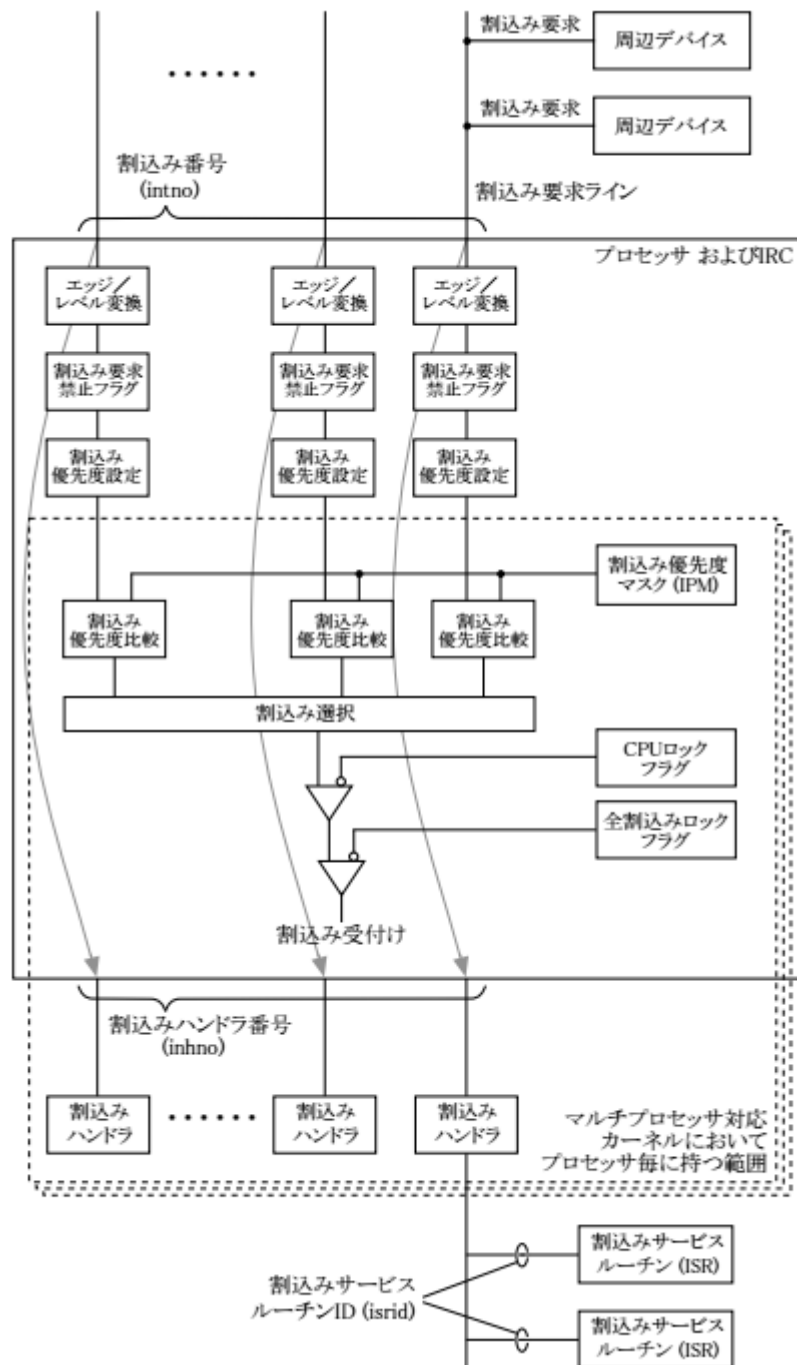 割込み要求
周辺デバイス
・・・・・・
割込み要求
周辺デバイス
割込み番号
(intno)
割込み要求ライン
プロセッサ およびIRC
エッジ/
レベル変換
エッジ/
レベル変換
エッジ/
レベル変換
割込み要求
禁止フラグ
割込み要求
禁止フラグ
割込み要求
禁止フラグ
割込み
優先度設定
割込み
優先度設定
割込み
優先度設定
割込み優先度
マスク (IPM)
割込み
優先度比較
割込み
優先度比較
割込み
優先度比較
割込み選択
CPUロック
フラグ
全割込みロック
フラグ
割込み受付け
割込みハンドラ番号
(inhno)
割込み
ハンドラ
・・・・・・
割込み
ハンドラ
割込み
ハンドラ
マルチプロセッサ対応
カーネルにおいて
プロセッサ毎に持つ範囲
割込みサービス
ルーチン (ISR)
割込みサービス
ルーチンID (isrid)
割込みサービス
ルーチン (ISR)